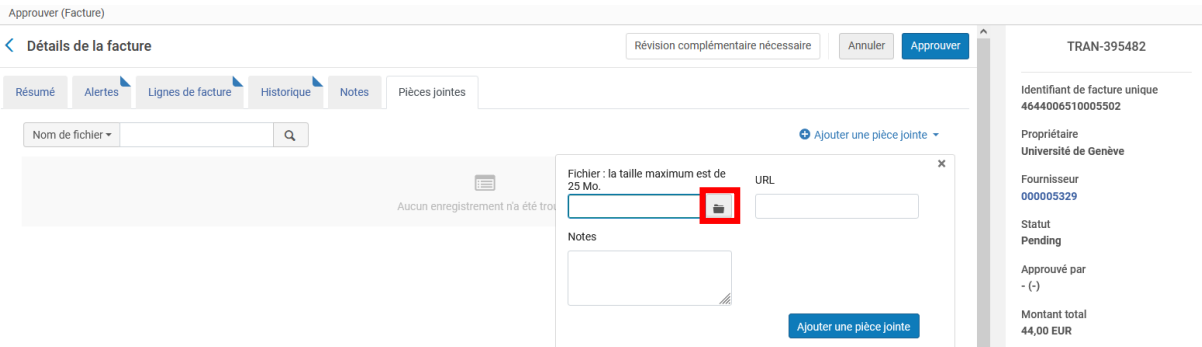 Approuver (Facture)
Détails de la facture
Révision complémentaire nécessaire
Annuler
Approuver
Résumé
Alertes
Lignes de facture
Historique
Notes
Pièces jointes
Nom de fichier
Ajouter une pièce jointe
Aucun enregistrement n'a été trou
Fichier : la taille maximum est de
25 Mo.
URL
Notes
Ajouter une pièce jointe
TRAN-395482
Identifiant de facture unique
4644006510005502
Propriétaire
Université de Genève
Fournisseur
000005329
Statut
Pending
Approuvé par
- (-)
Montant total
44,00 EUR